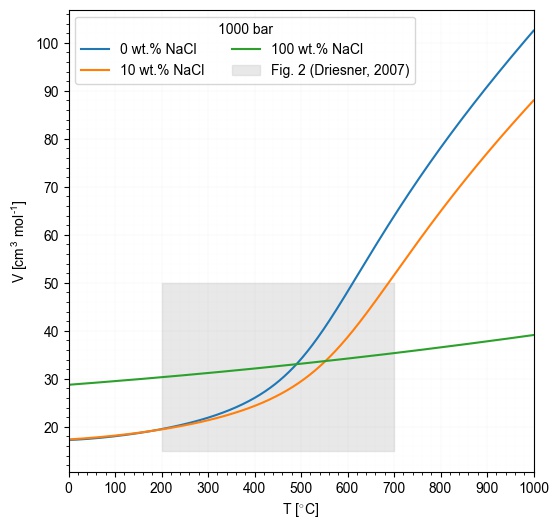 1000 bar
0 wt.% NaCl
100 wt.% NaCl
10 wt.% NaCl
Fig. 2 (Driesner, 2007)
100
90
80
70
60
50
40
30
20
V [cm³ mol⁻¹]
0 100 200 300 400 500 600 700 800 900 1000
T [°C]